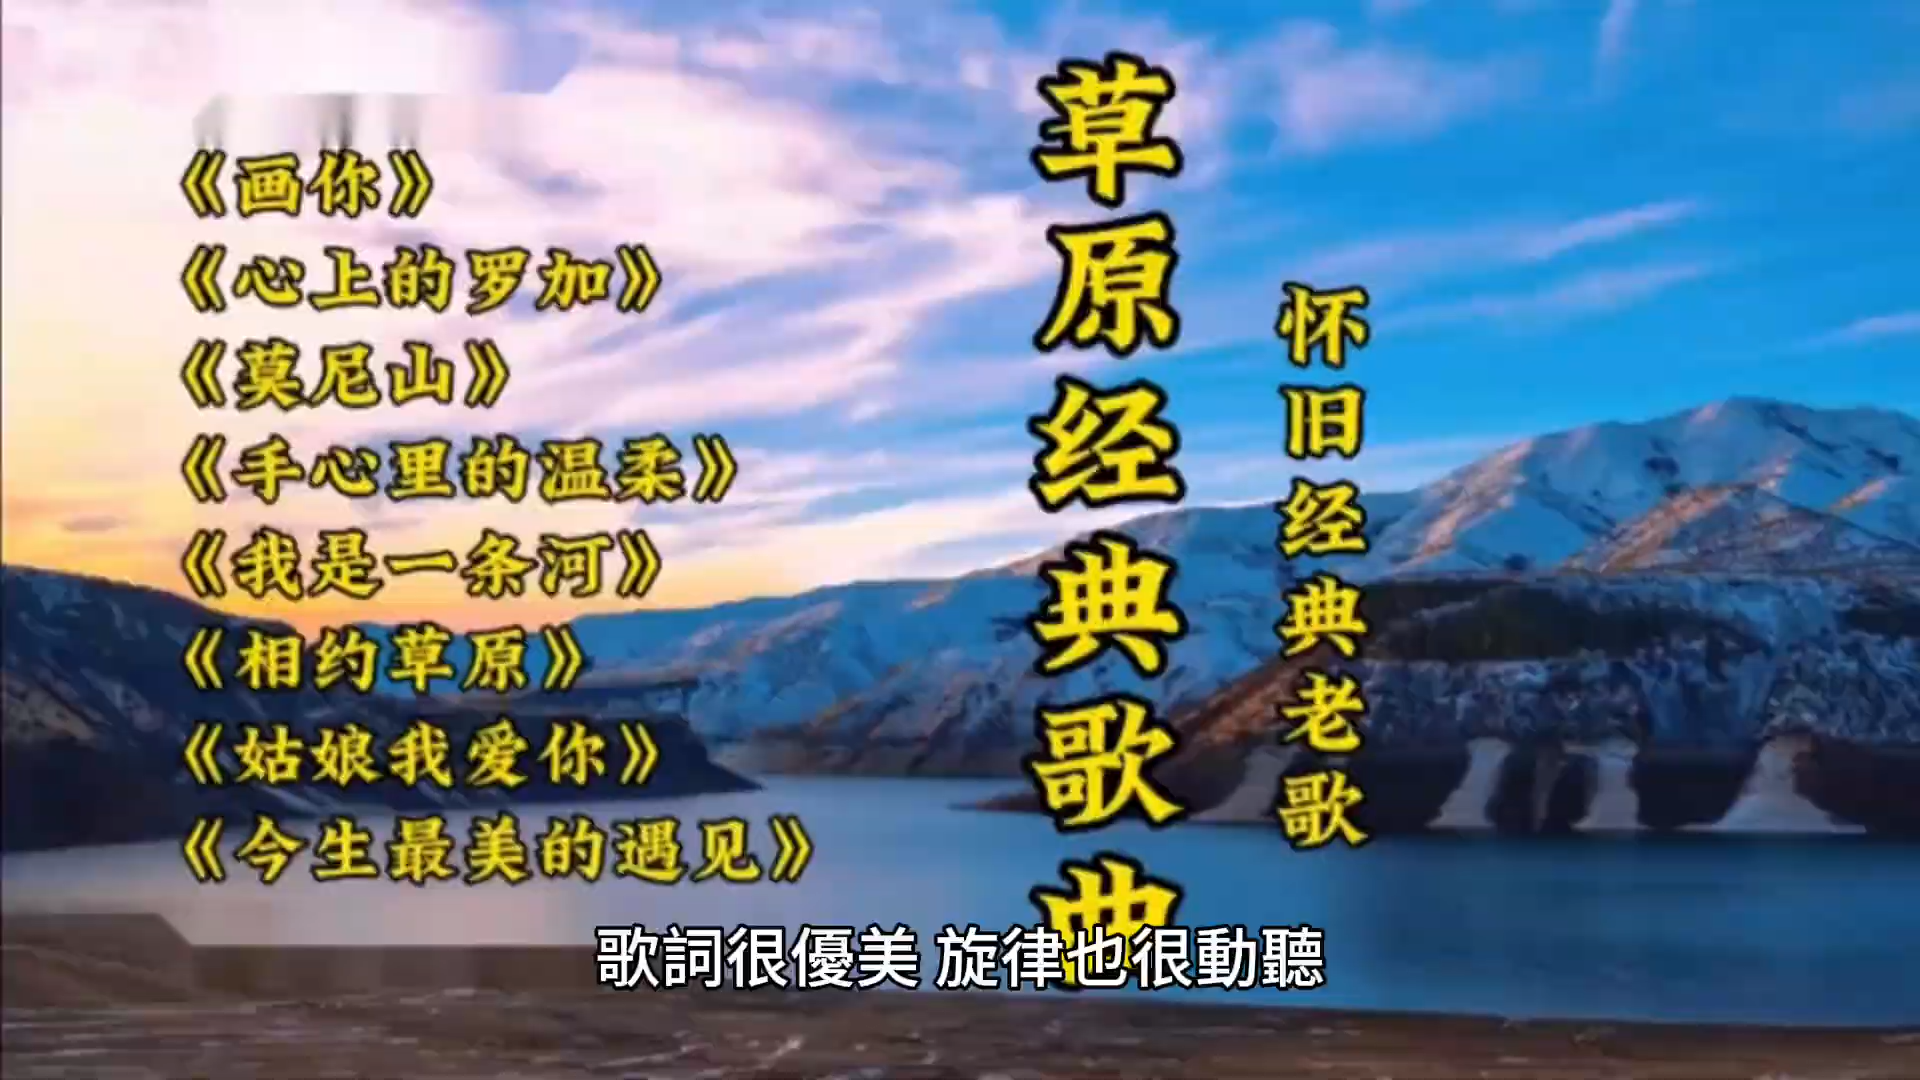 《画你》
《心上的罗加》
《莫尼山》
《手心里的温柔》
《我是一条河》
《相约草原》
《姑娘我爱你》
《今生最美的遇见》
草原经典歌曲
怀旧经典老歌
歌詞很優美 旋律也很動聽